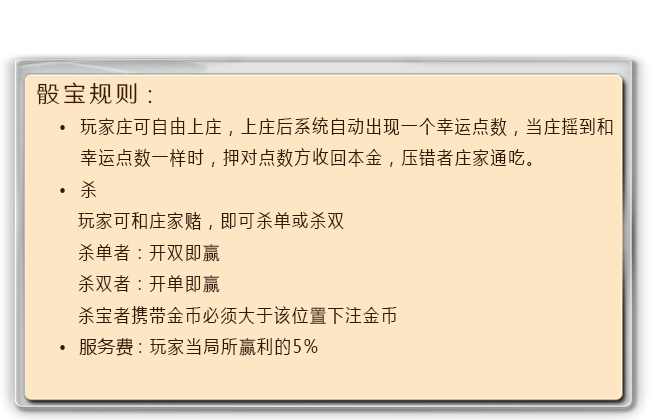 骰宝规则：
• 玩家庄可自由上庄，上庄后系统自动出现一个幸运点数，当庄摇到和
幸运点数一样时，押对点数方收回本金，压错者庄家通吃。
• 杀
玩家可和庄家赌，即可杀单或杀双
杀单者：开双即赢
杀双者：开单即赢
杀宝者携带金币必须大于该位置下注金币
• 服务费：玩家当局所赢利的5%